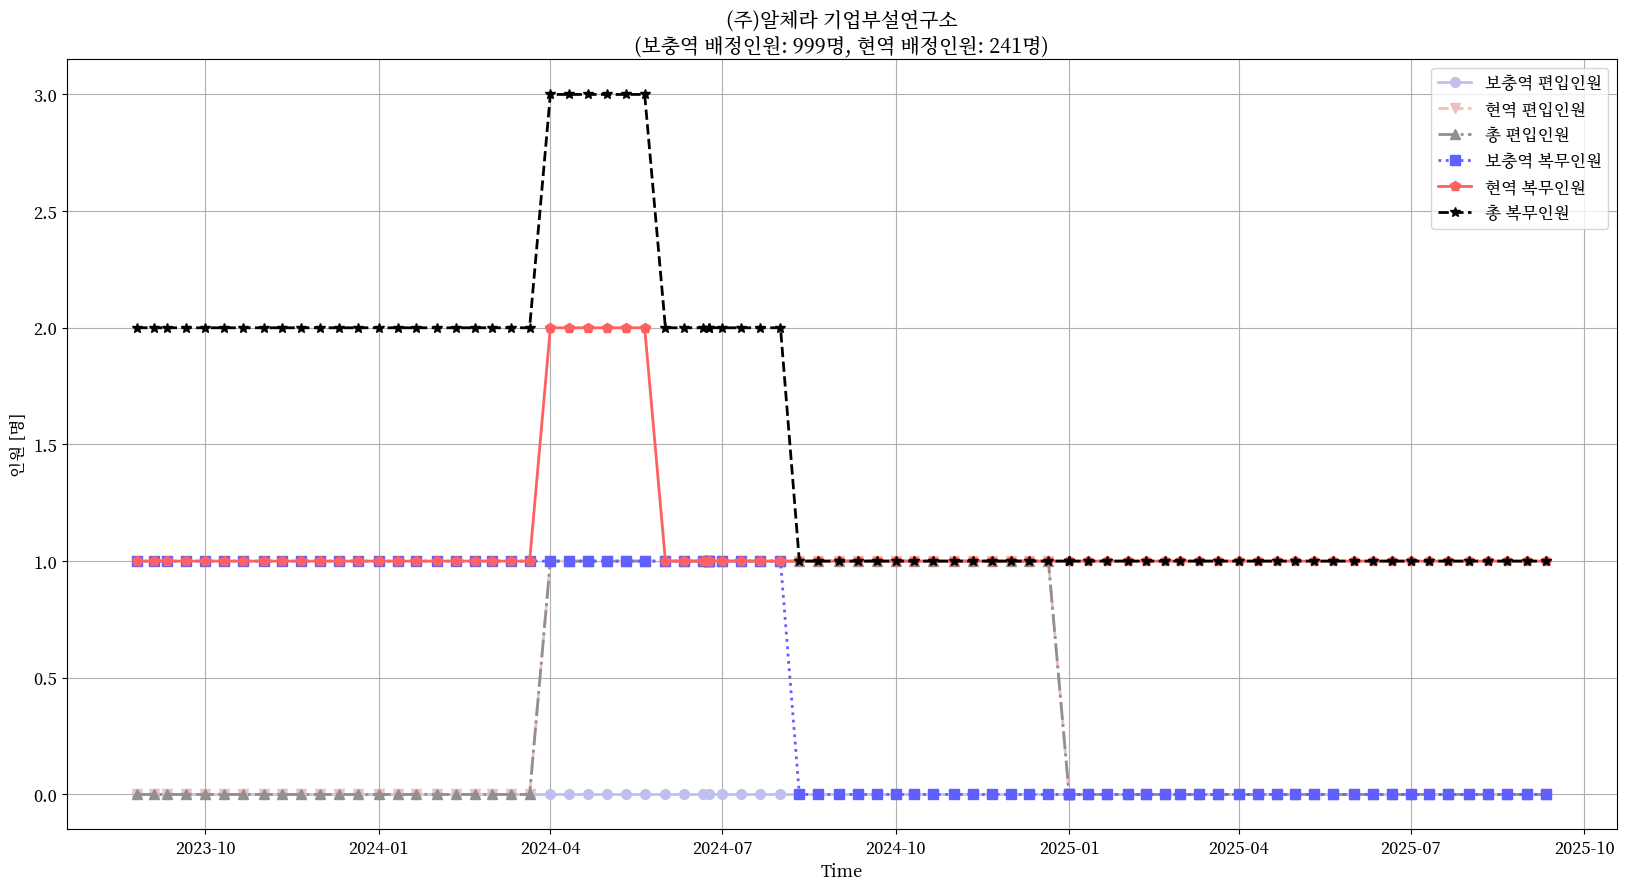 (주)알체라 기업부설연구소
(보충역 배정인원: 999명, 현역 배정인원: 241명)
보충역 편입인원
현역 편입인원
총 편입인원
보충역 복무인원
현역 복무인원
총 복무인원
인원 [명]
3.0
2.5
2.0
1.5
1.0
0.5
0.0
2023-10 2024-01 2024-04 2024-07 2024-10 2025-01 2025-04 2025-07 2025-10
Time